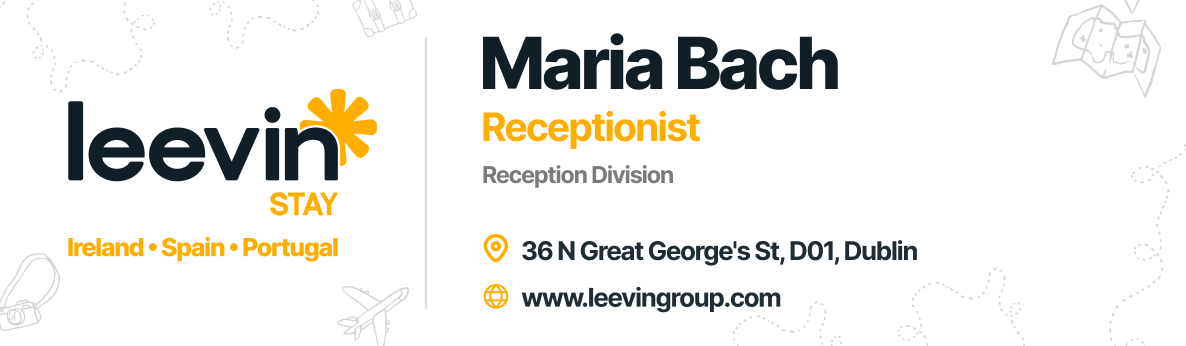 leevin
STAY
Ireland • Spain • Portugal
Maria Bach
Receptionist
Reception Division
36 N Great George's St, D01, Dublin
www.leevingroup.com